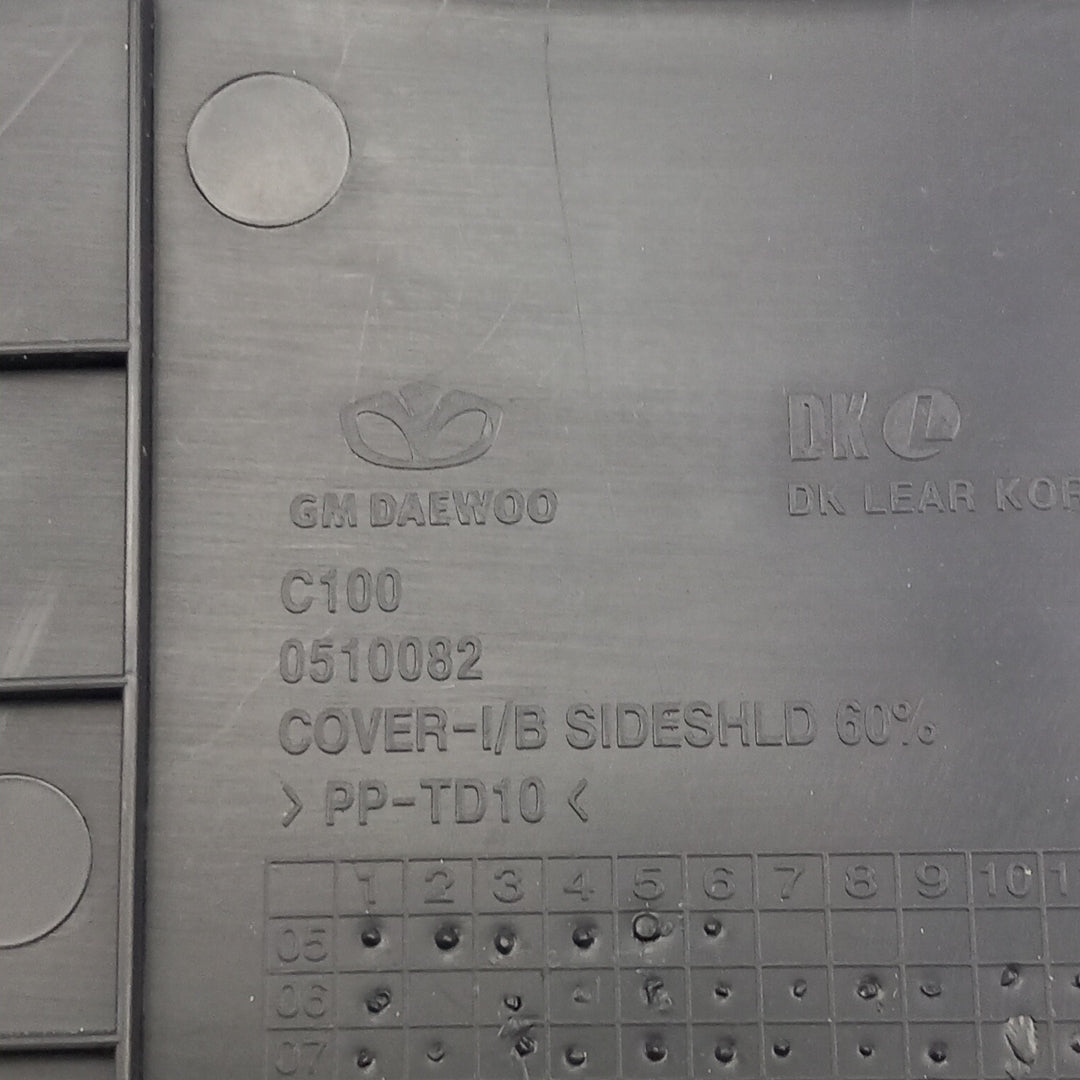 DK L
GM DAEWOO
DK LEAR KOR
C100
0510082
COVER-I/B SIDESHLD 60%
> PP-TD10 <
1 2 3 4 5 6 7 8 9 10 1
05
06
07